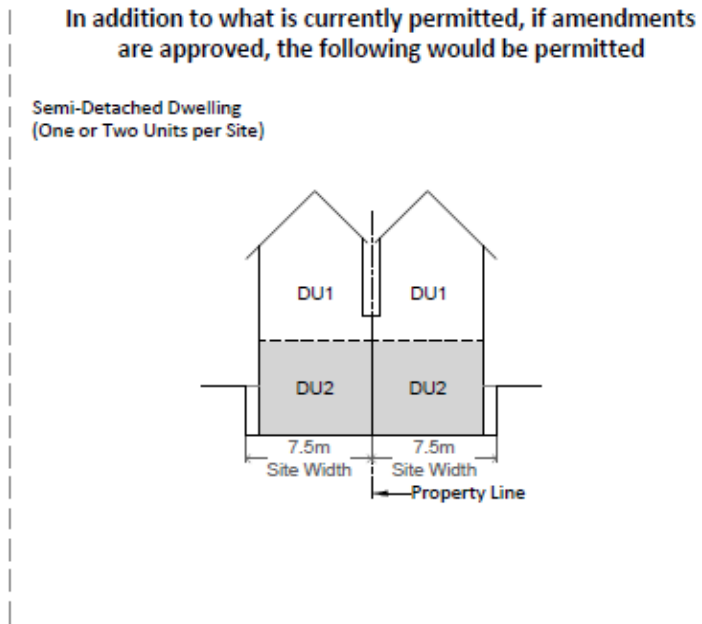 In addition to what is currently permitted, if amendments
are approved, the following would be permitted
Semi-Detached Dwelling
(One or Two Units per Site)
DU1 DU1
DU2 DU2
7.5m 7.5m
Site Width Site Width
Property Line